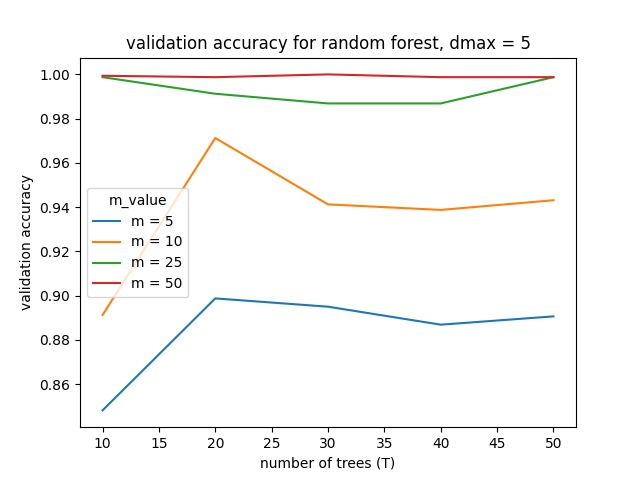 validation accuracy for random forest, dmax = 5
validation accuracy
1.00
0.98
0.96
0.94
0.92
0.90
0.88
0.86
m_value
m = 5
m = 10
m = 25
m = 50
10 15 20 25 30 35 40 45 50
number of trees (T)